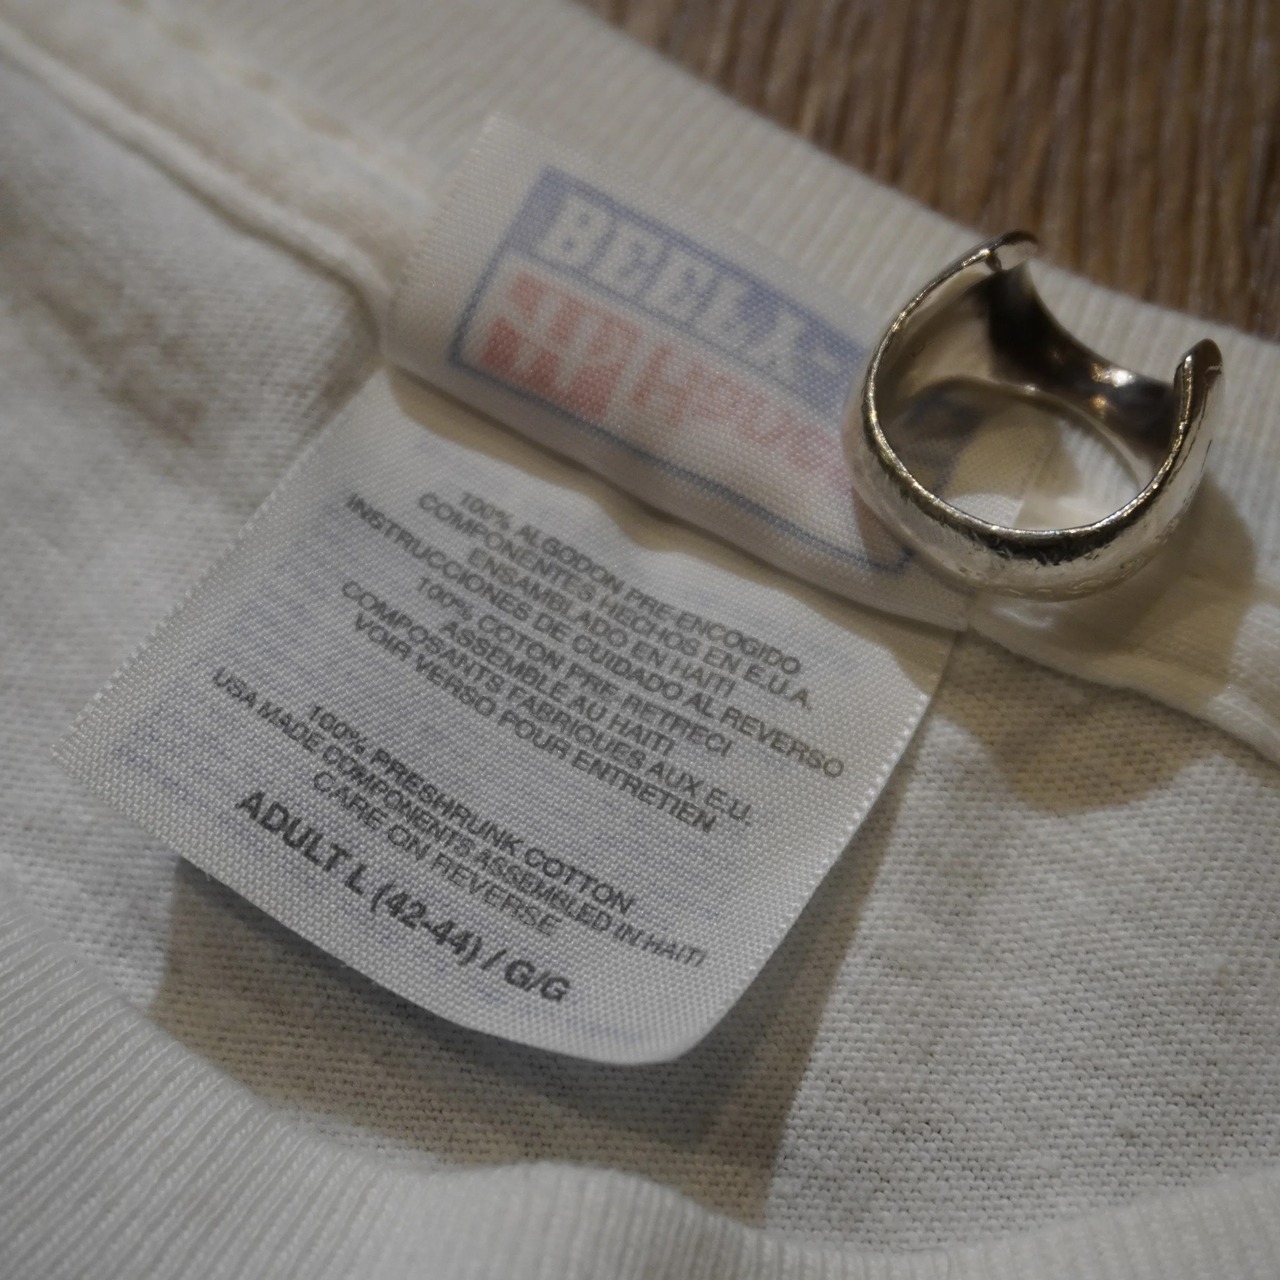 BEEFY-
100% ALGODON PRE-ENCOGIDO
COMPONENTES HECHOS EN E.U.A.
ENSAMBLADO EN HAITI
INSTRUCCIONES DE CUIDADO AL REVERSO
100% COTON PRE RETRECI
ASSEMBLE AU HAITI
COMPOSANTS FABRIQUES AUX E.U.
VOIR VERSO POUR ENTRETIEN
100% PRESHRUNK COTTON
USA MADE COMPONENTS ASSEMBLED IN HAITI
CARE ON REVERSE
ADULT L (42-44) / G/G